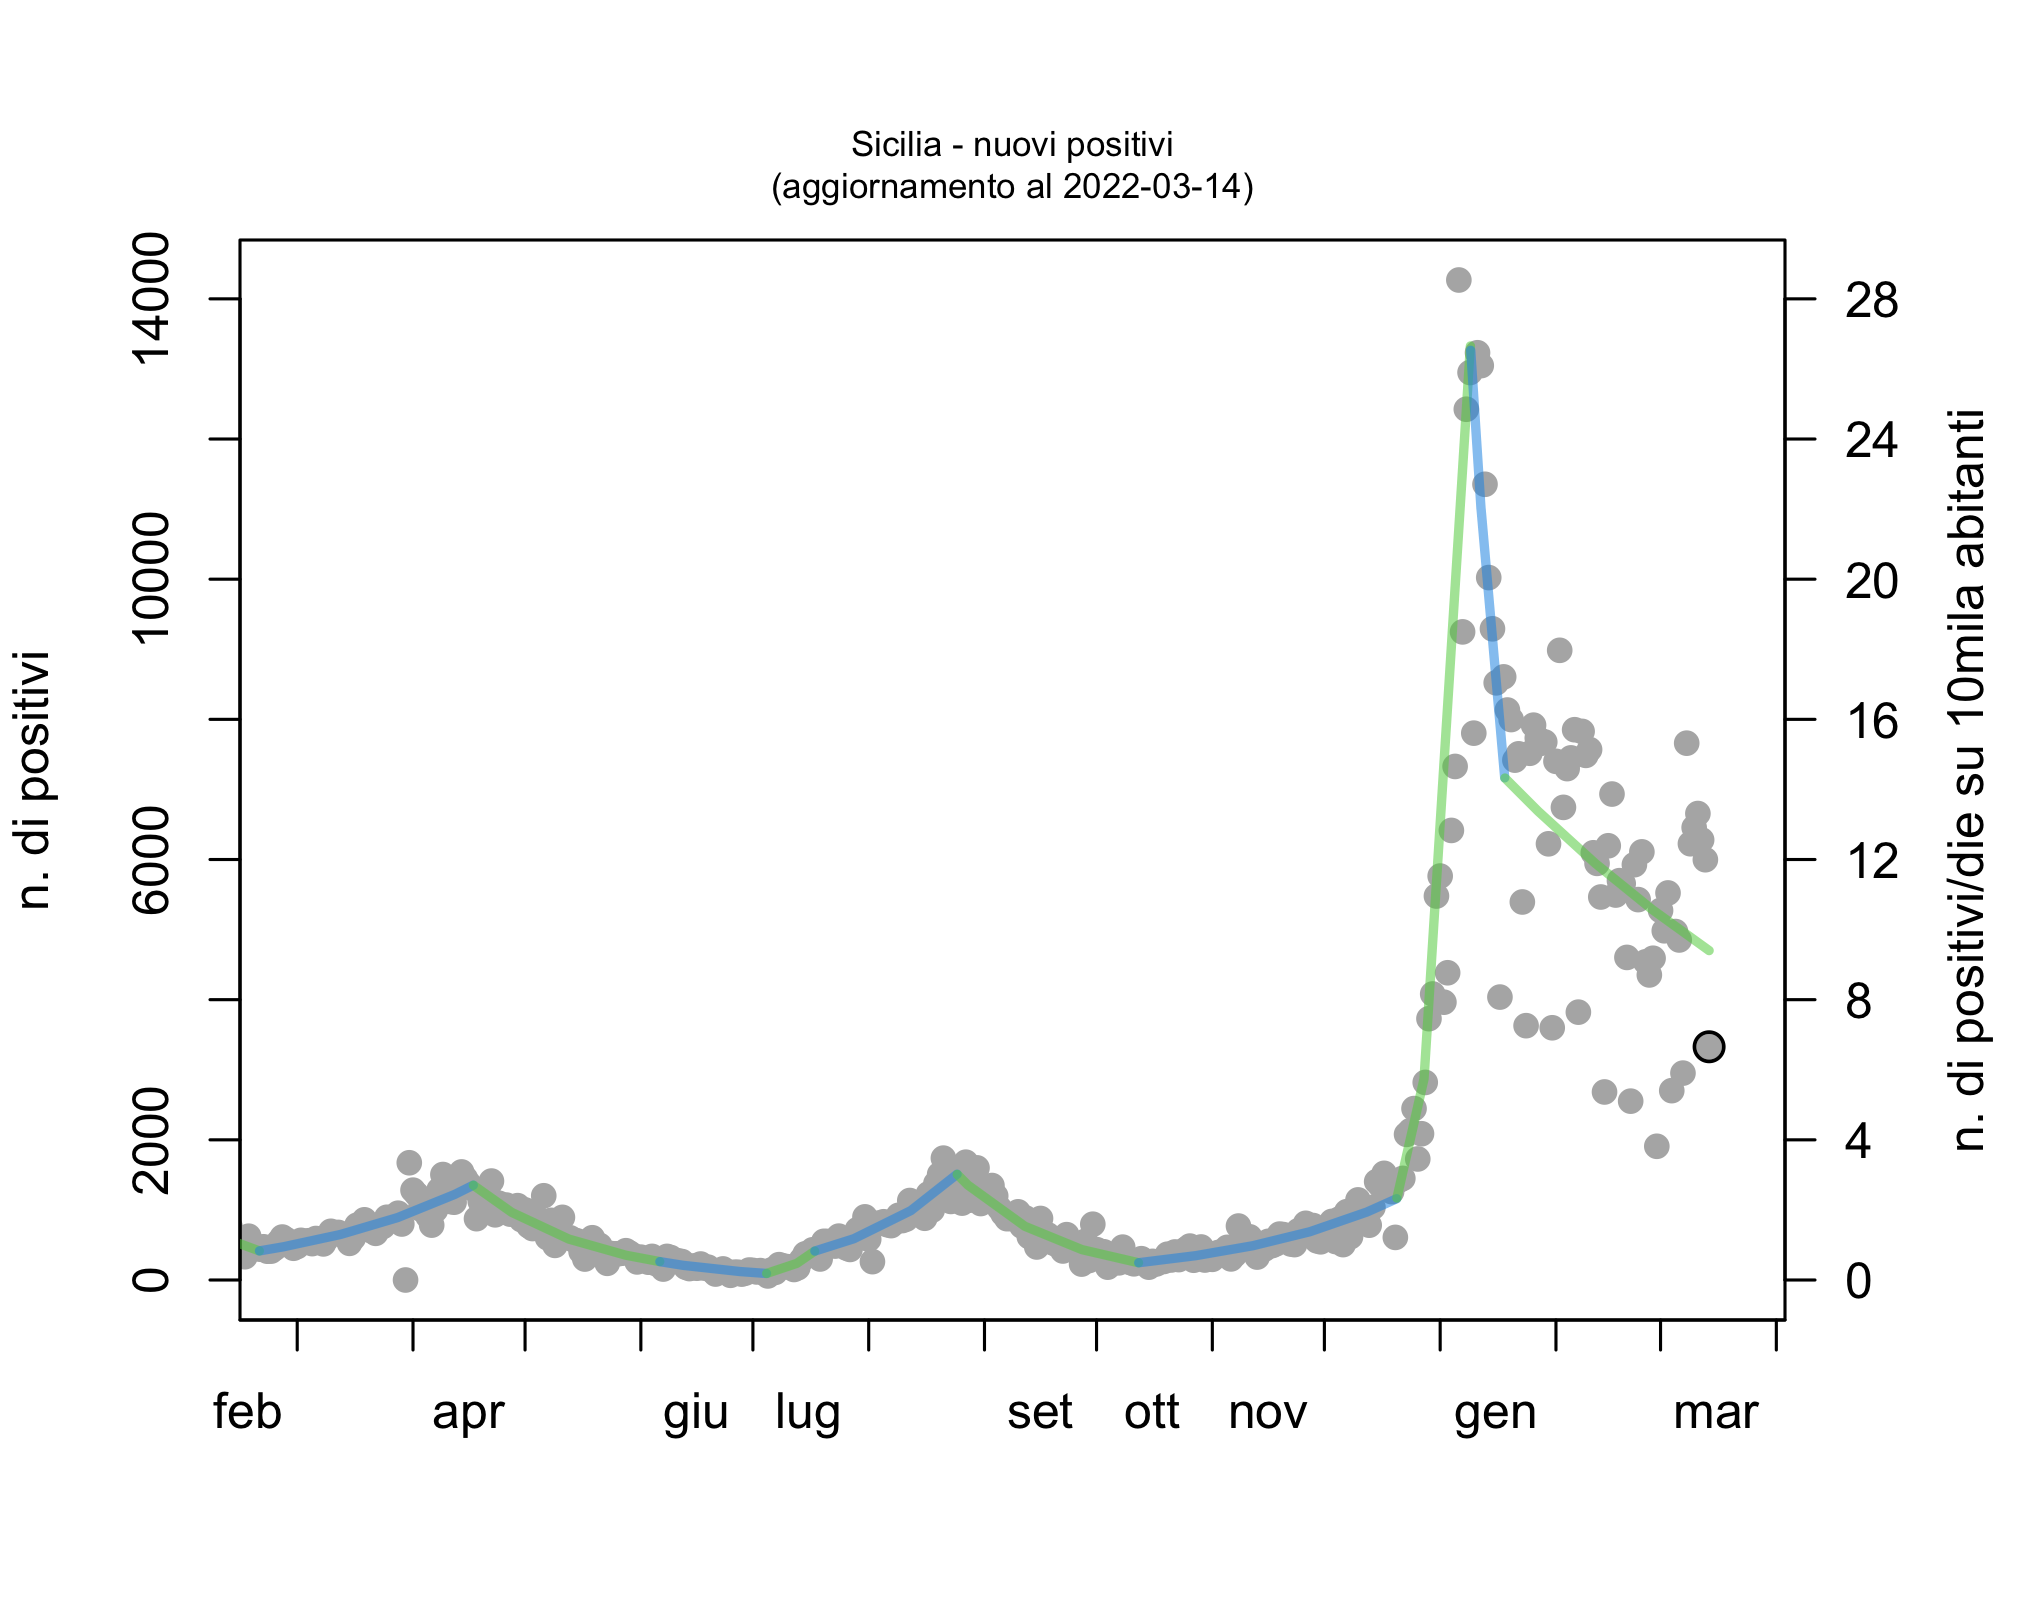 Sicilia - nuovi positivi
(aggiornamento al 2022-03-14)
n. di positivi
14000
10000
6000
2000
0
28
24
20
16
12
8
4
0
n. di positivi/die su 10mila abitanti
feb apr giu lug set ott nov gen mar